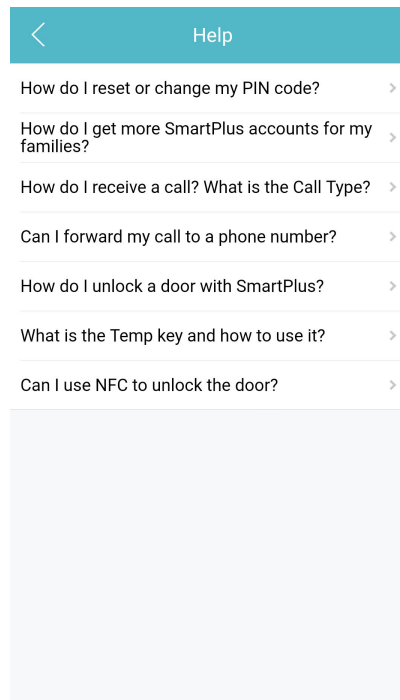 Help
How do I reset or change my PIN code?
How do I get more SmartPlus accounts for my
families?
How do I receive a call? What is the Call Type?
Can I forward my call to a phone number?
How do I unlock a door with SmartPlus?
What is the Temp key and how to use it?
Can I use NFC to unlock the door?